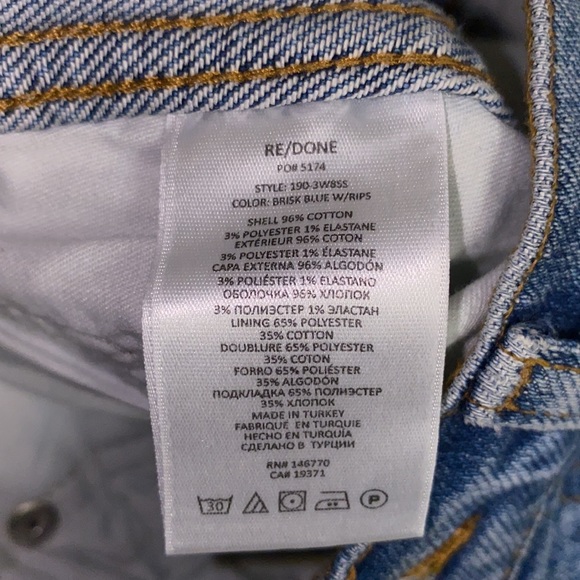 RE/DONE
PO# 5174
STYLE: 190-3W8SS
COLOR: BRISK BLUE W/RIPS
SHELL 96% COTTON
3% POLYESTER 1% ELASTANE
EXTÉRIEUR 96% COTON
3% POLYESTER 1% ÉLASTANE
CAPA EXTERNA 96% ALGODÓN
3% POLIÉSTER 1% ELASTANO
ОБОЛОЧКА 96% ХЛОПОК
3% ПОЛИЭСТЕР 1% ЭЛАСТАН
LINING 65% POLYESTER
35% COTTON
DOUBLURE 65% POLYESTER
35% COTON
FORRO 65% POLIÉSTER
35% ALGODÓN
ПОДКЛАДКА 65% ПОЛИЭСТЕР
35% ХЛОПОК
MADE IN TURKEY
FABRIQUÉ EN TURQUIE
HECHO EN TURQUÍA
СДЕЛАНО В ТУРЦИИ
RN# 146770
CA# 19371
30 P